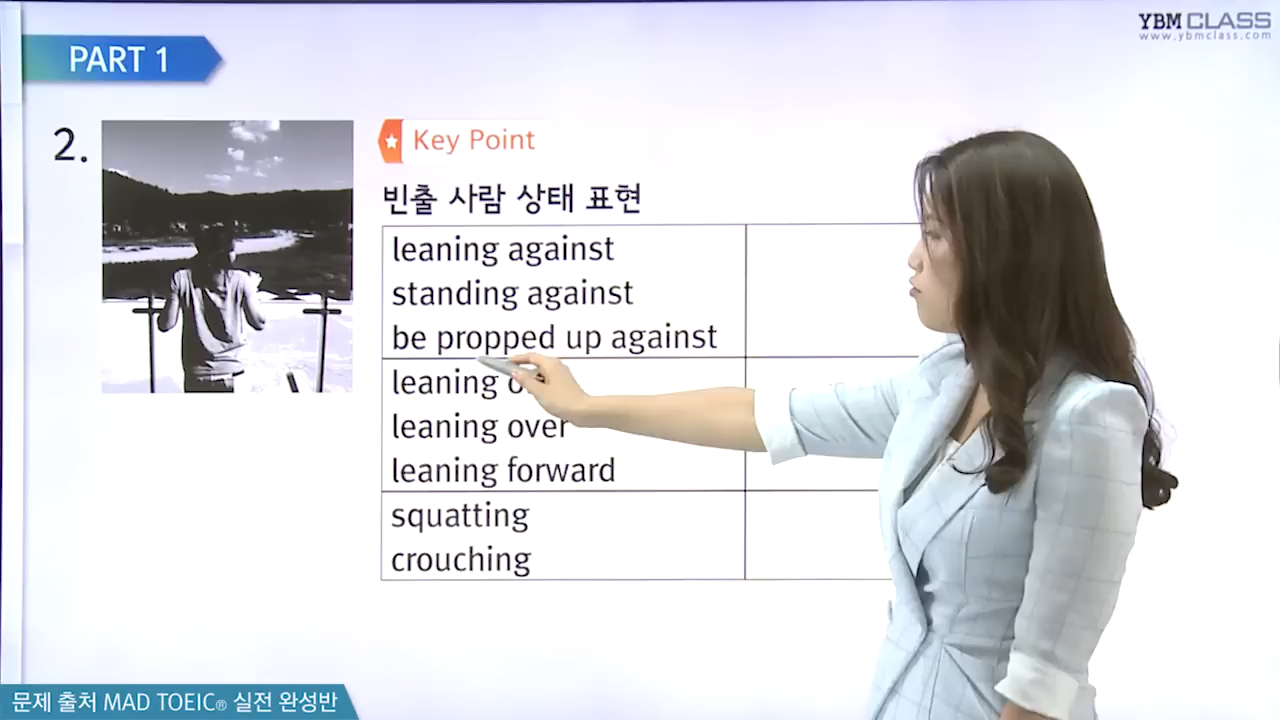 YBM CLASS
www.ybmclass.com
PART 1
2.
Key Point
빈출 사람 상태 표현
leaning against
standing against
be propped up against
leaning
leaning over
leaning forward
squatting
crouching
문제 출처 MAD TOEIC® 실전 완성반